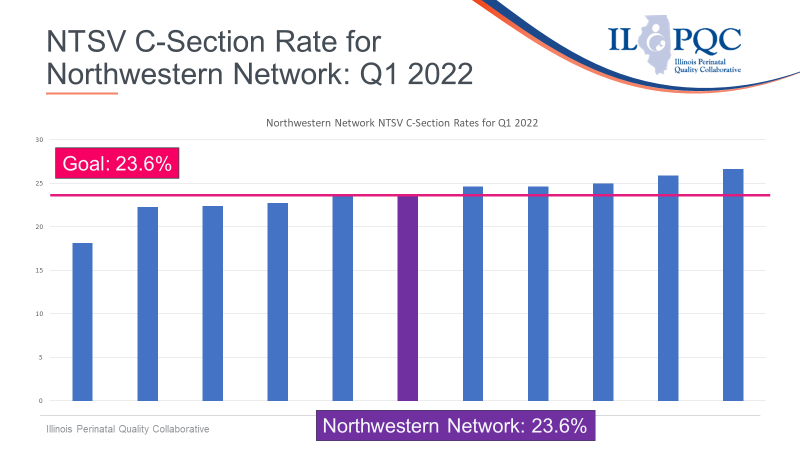 NTSV C-Section Rate for
Northwestern Network: Q1 2022
IL PQC
Illinois Perinatal
Quality Collaborative
Northwestern Network NTSV C-Section Rates for Q1 2022
30
Goal: 23.6%
25
20
15
10
5
0
Northwestern Network: 23.6%
Illinois Perinatal Quality Collaborative